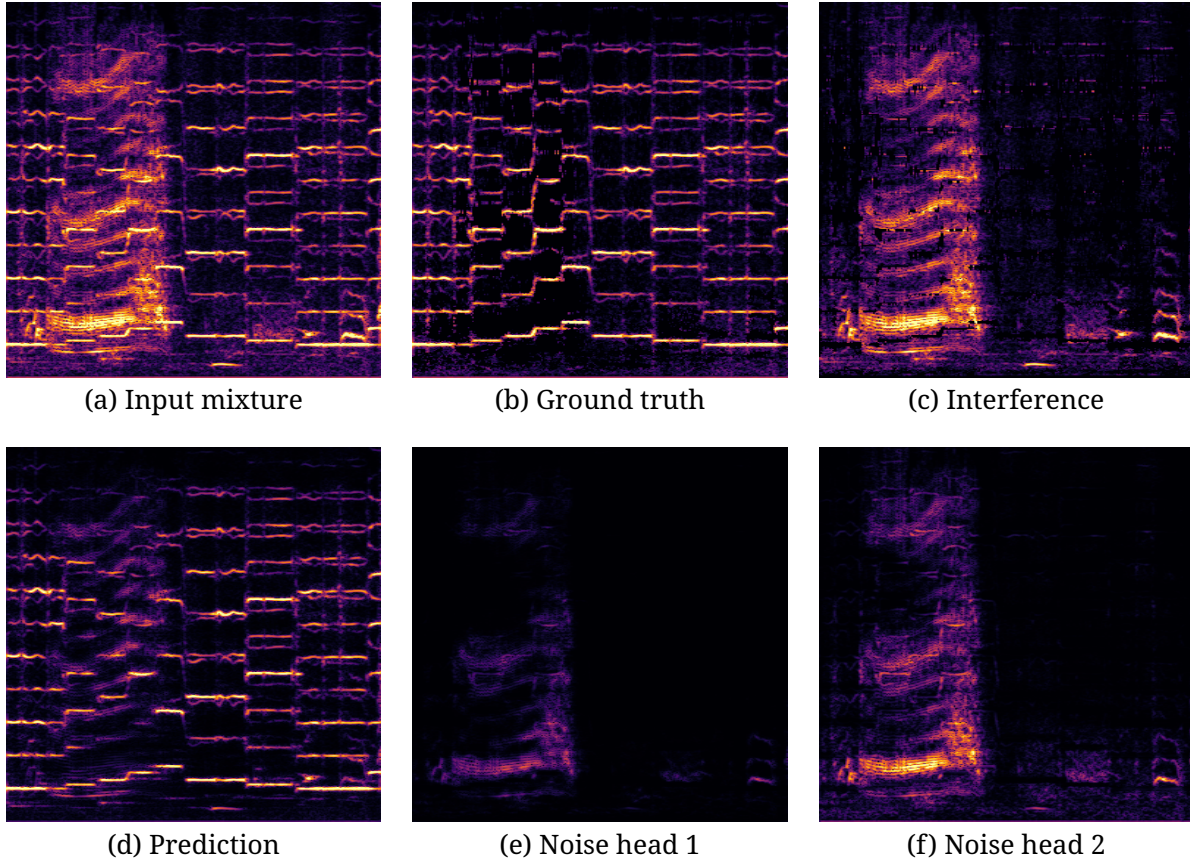 (a) Input mixture
(b) Ground truth
(c) Interference
(d) Prediction
(e) Noise head 1
(f) Noise head 2